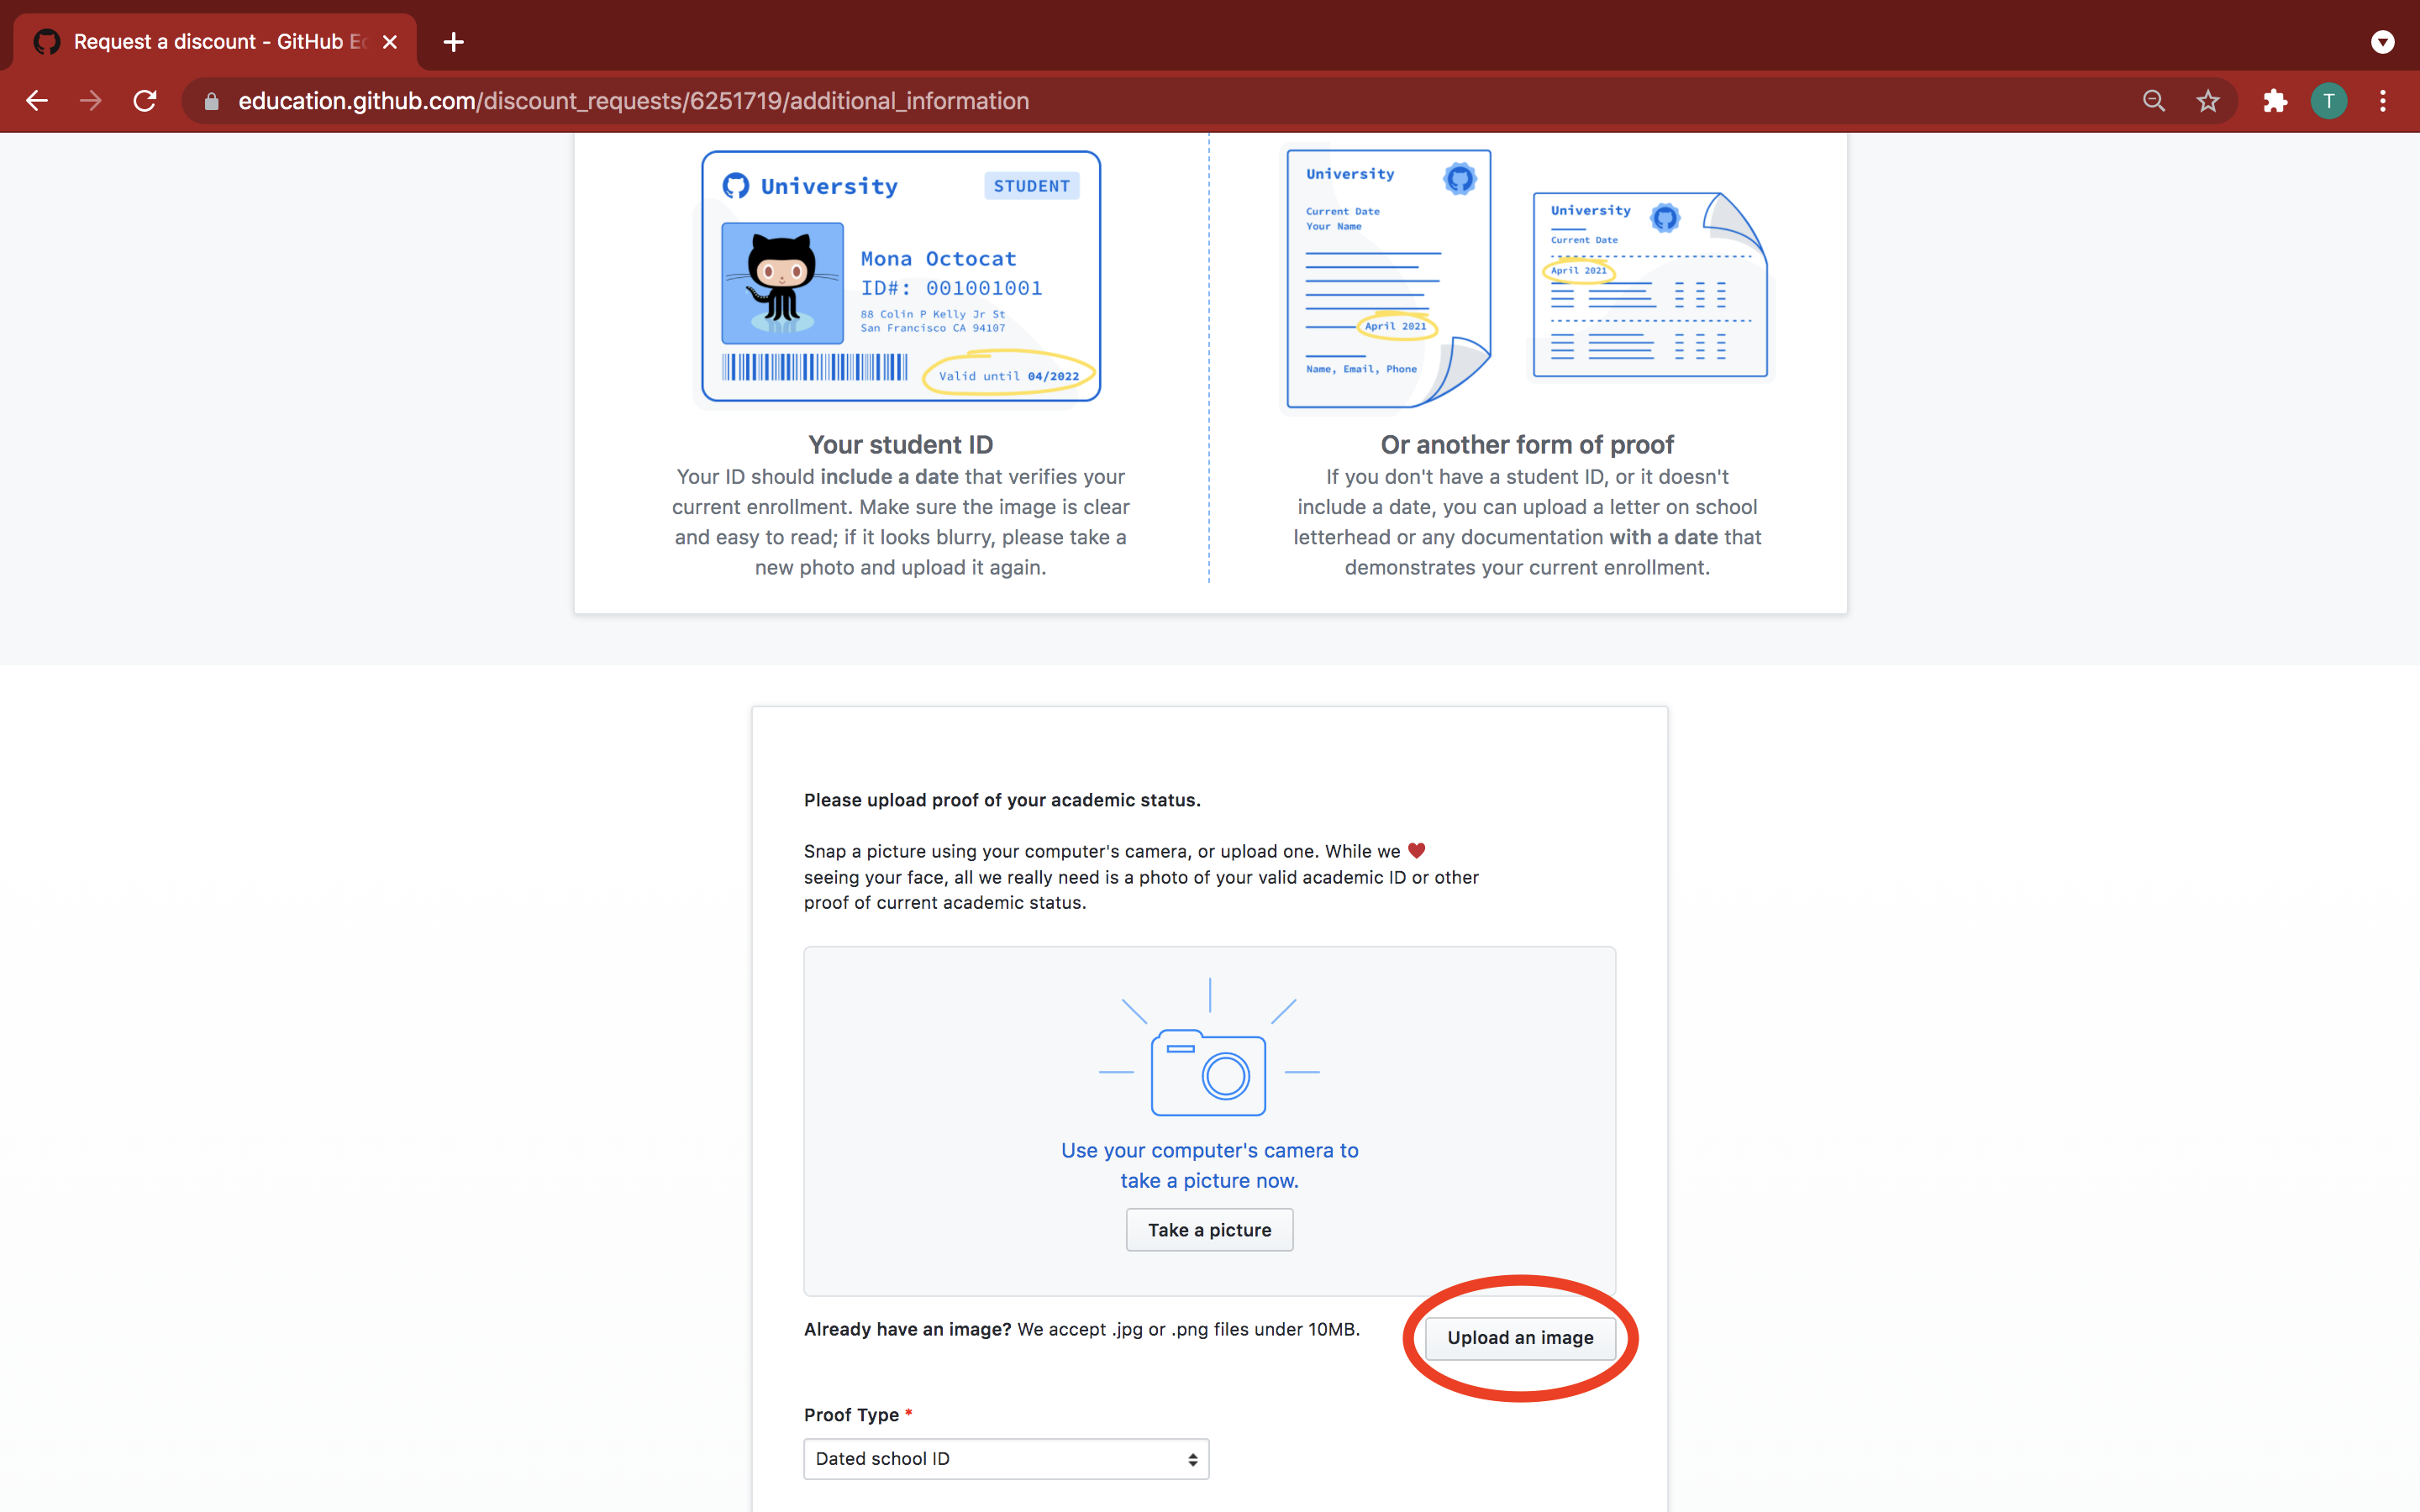 Request a discount - GitHub Ed
education.github.com/discount_requests/6251719/additional_information
T
University
STUDENT
Mona Octocat
ID#: 001001001
88 Colin P Kelly Jr St
San Francisco CA 94107
Valid until 04/2022
University
Current Date
Your Name
April 2021
Name, Email, Phone
University
Current Date
April 2021
Your student ID
Your ID should include a date that verifies your
current enrollment. Make sure the image is clear
and easy to read; if it looks blurry, please take a
new photo and upload it again.
Or another form of proof
If you don't have a student ID, or it doesn't
include a date, you can upload a letter on school
letterhead or any documentation with a date that
demonstrates your current enrollment.
Please upload proof of your academic status.
Snap a picture using your computer's camera, or upload one. While we ♥
seeing your face, all we really need is a photo of your valid academic ID or other
proof of current academic status.
Use your computer's camera to
take a picture now.
Take a picture
Already have an image? We accept .jpg or .png files under 10MB.
Upload an image
Proof Type *
Dated school ID